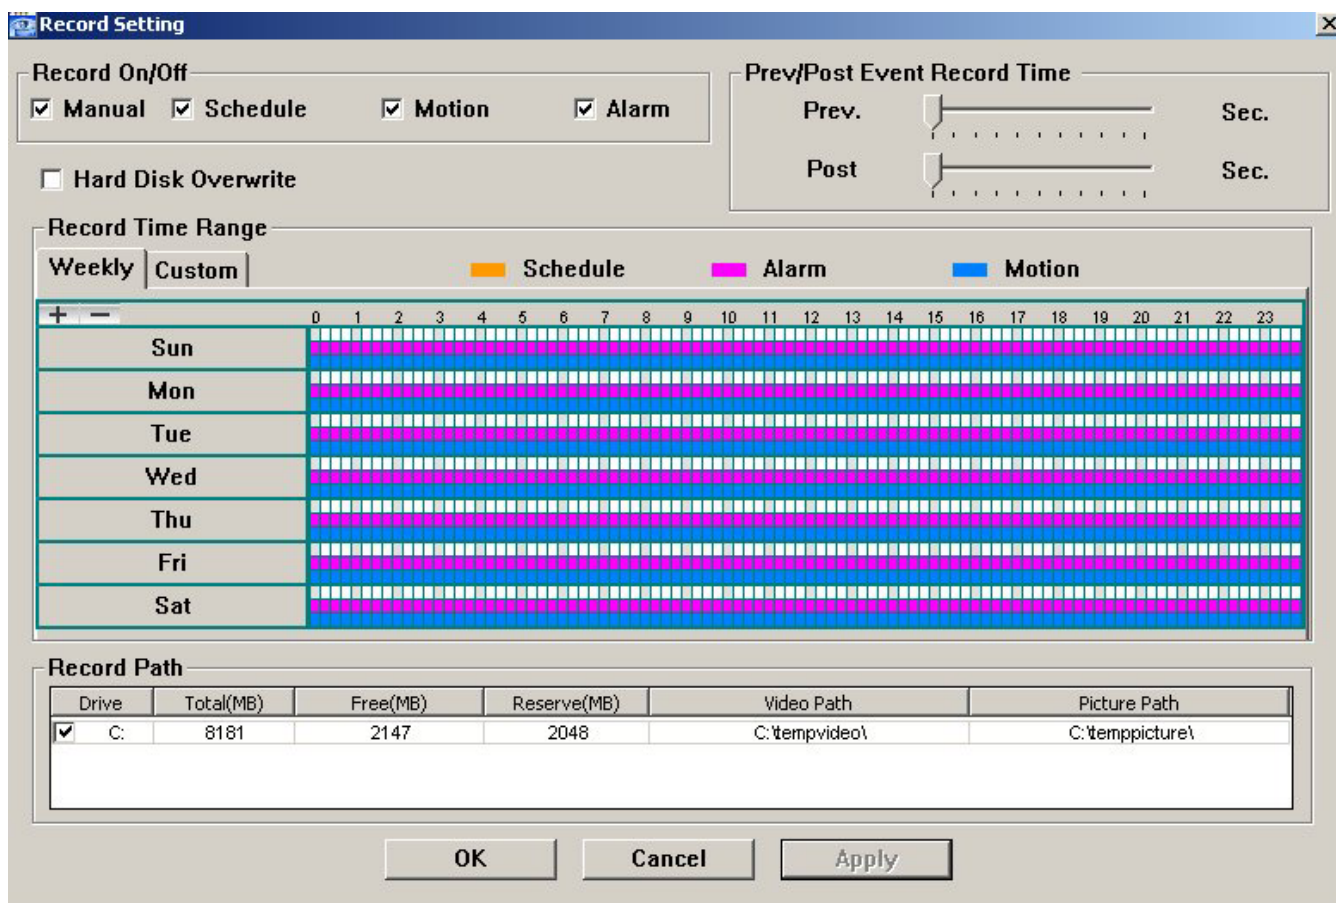 Record Setting
Record On/Off
Manual Schedule Motion Alarm
Hard Disk Overwrite
Prev/Post Event Record Time
Prev. Sec.
Post Sec.
Record Time Range
Weekly Custom
Schedule Alarm Motion
+ − 0 1 2 3 4 5 6 7 8 9 10 11 12 13 14 15 16 17 18 19 20 21 22 23
Sun
Mon
Tue
Wed
Thu
Fri
Sat
Record Path
Drive Total(MB) Free(MB) Reserve(MB) Video Path Picture Path
C: 8181 2147 2048 C:\tempvideo\ C:\temppicture\
OK Cancel Apply